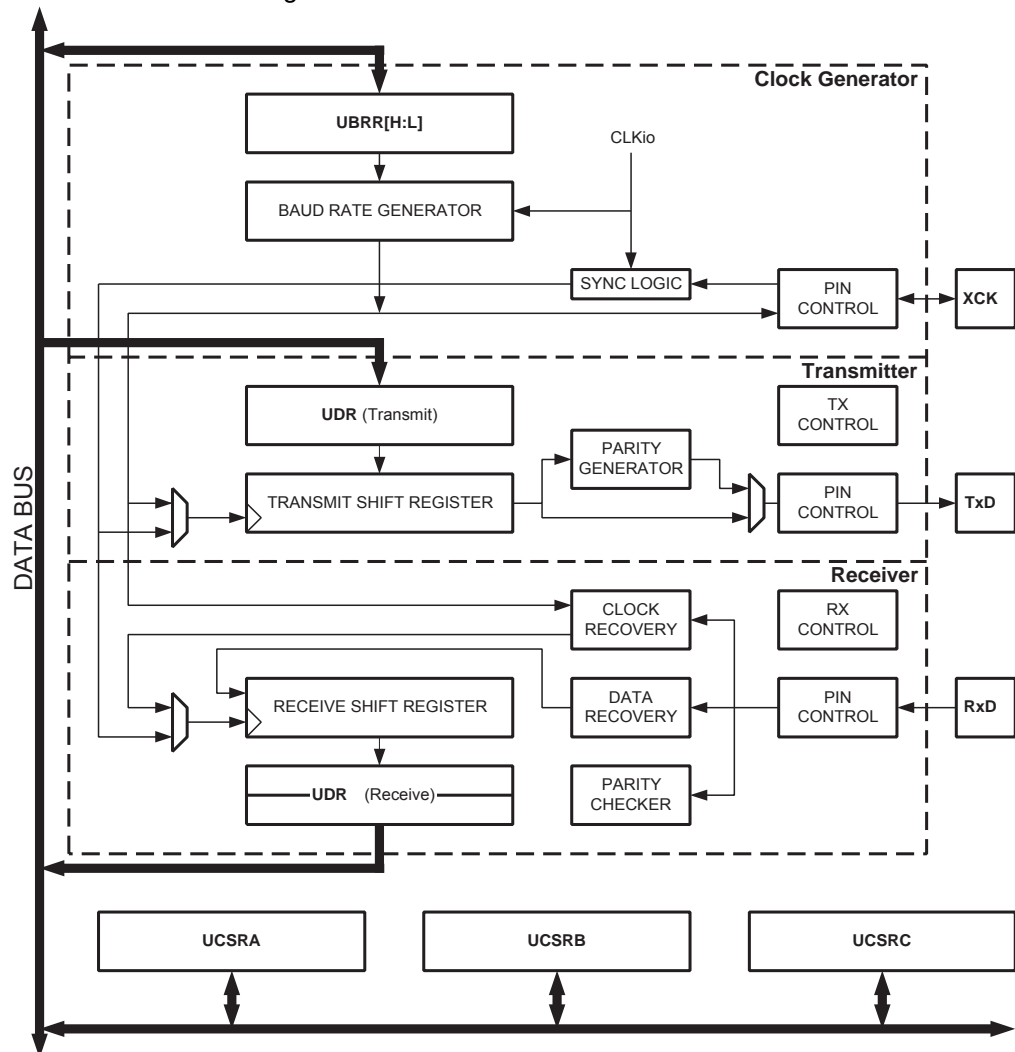 Clock Generator
UBRR[H:L]
CLKio
BAUD RATE GENERATOR
SYNC LOGIC
PIN
CONTROL
XCK
Transmitter
TX
CONTROL
UDR (Transmit)
PARITY
GENERATOR
TRANSMIT SHIFT REGISTER
PIN
CONTROL
TxD
DATA BUS
Receiver
CLOCK
RECOVERY
RX
CONTROL
RECEIVE SHIFT REGISTER
DATA
RECOVERY
PIN
CONTROL
RxD
UDR (Receive)
PARITY
CHECKER
UCSRA
UCSRB
UCSRC